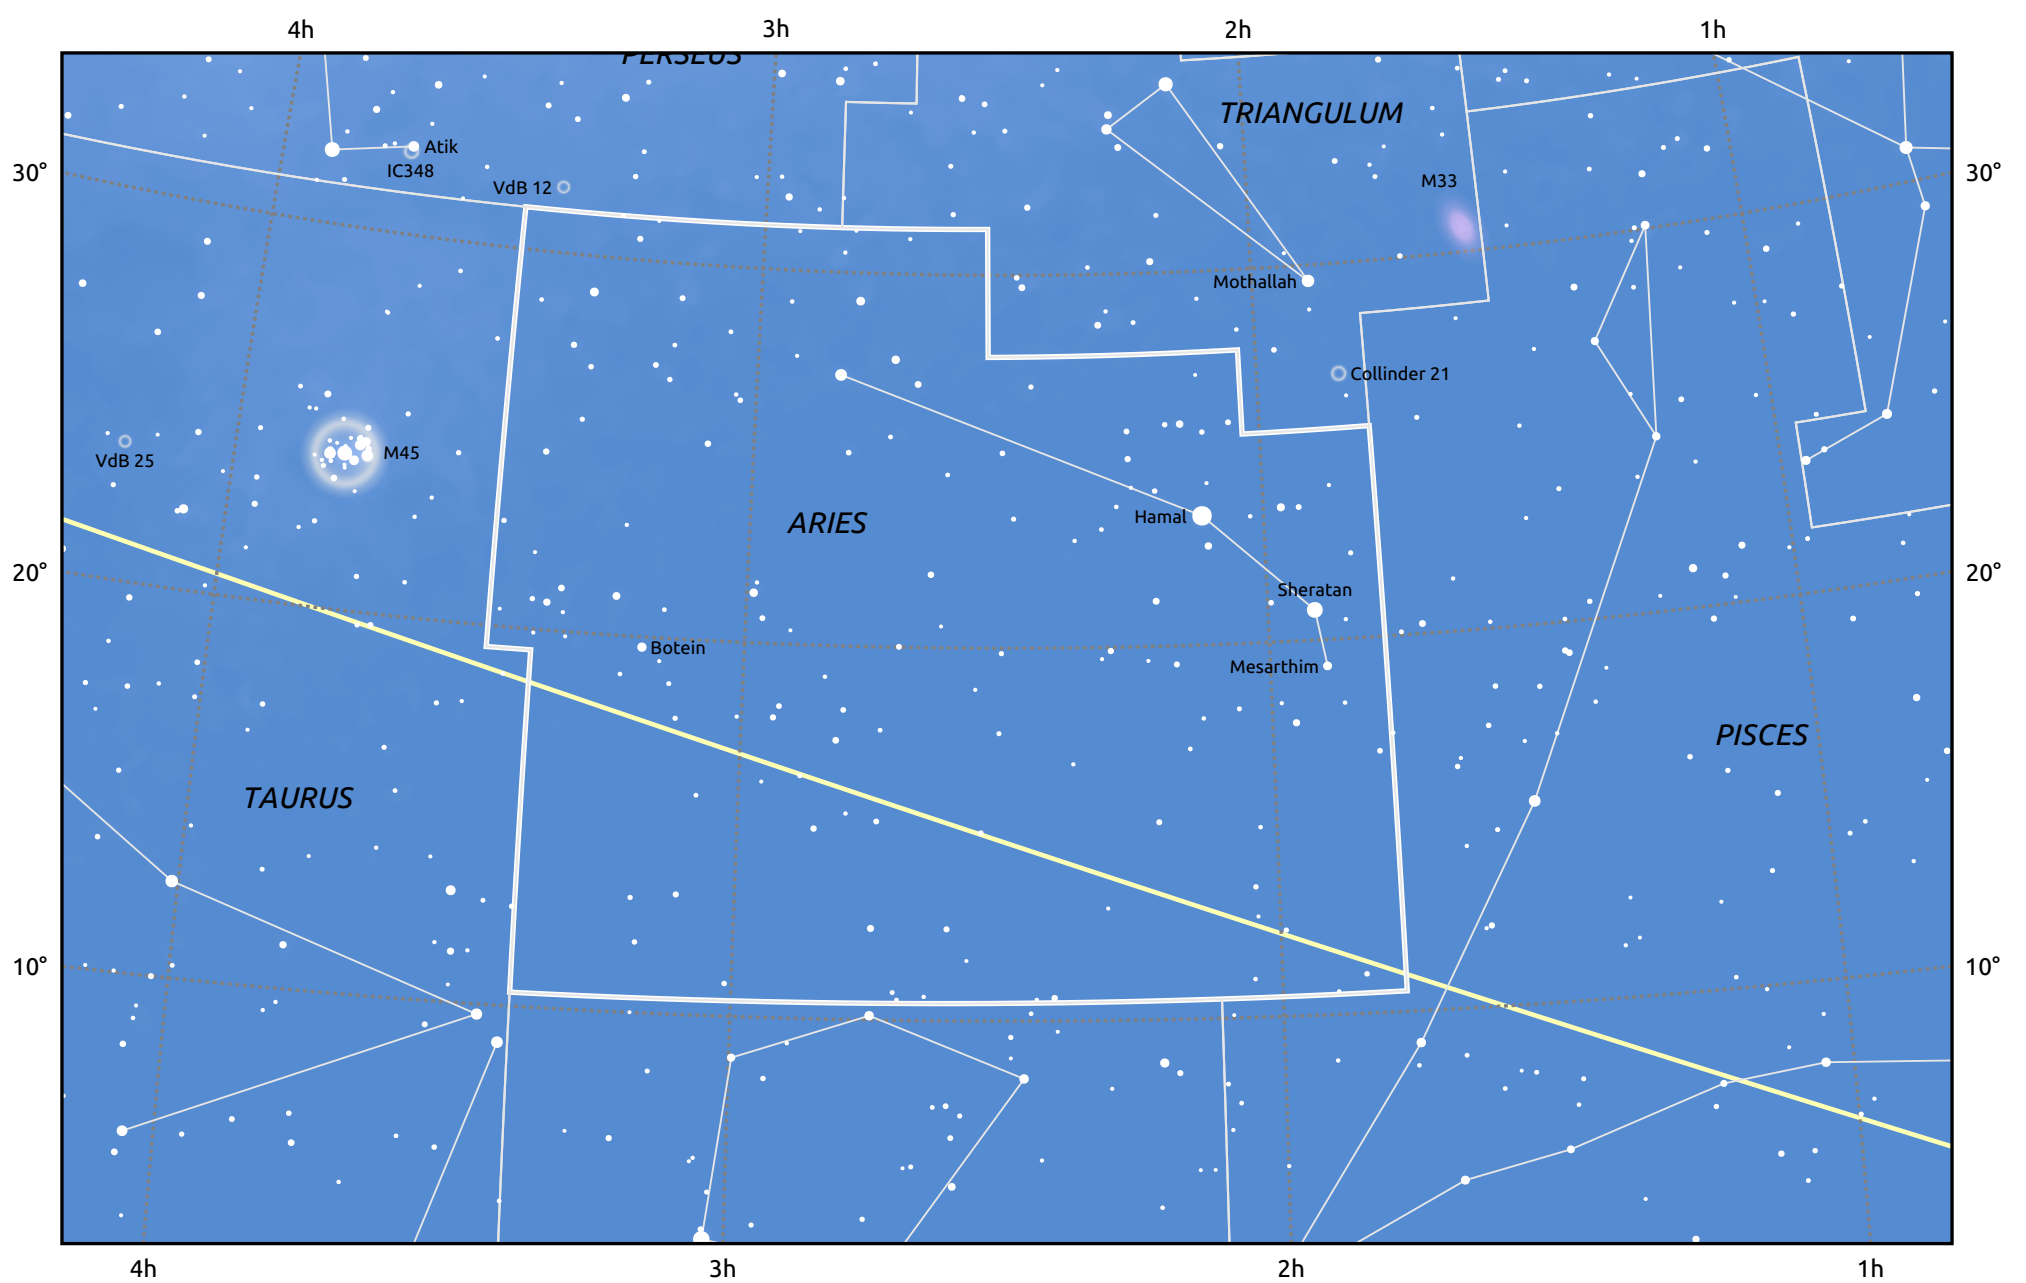 4h 3h 2h 1h
PERSEUS
TRIANGULUM
Atik
IC348
30° 30°
VdB 12
M33
Mothallah
Collinder 21
M45
VdB 25
ARIES
Hamal
20° 20°
Sheratan
Botein
Mesarthim
PISCES
TAURUS
10° 10°
4h 3h 2h 1h